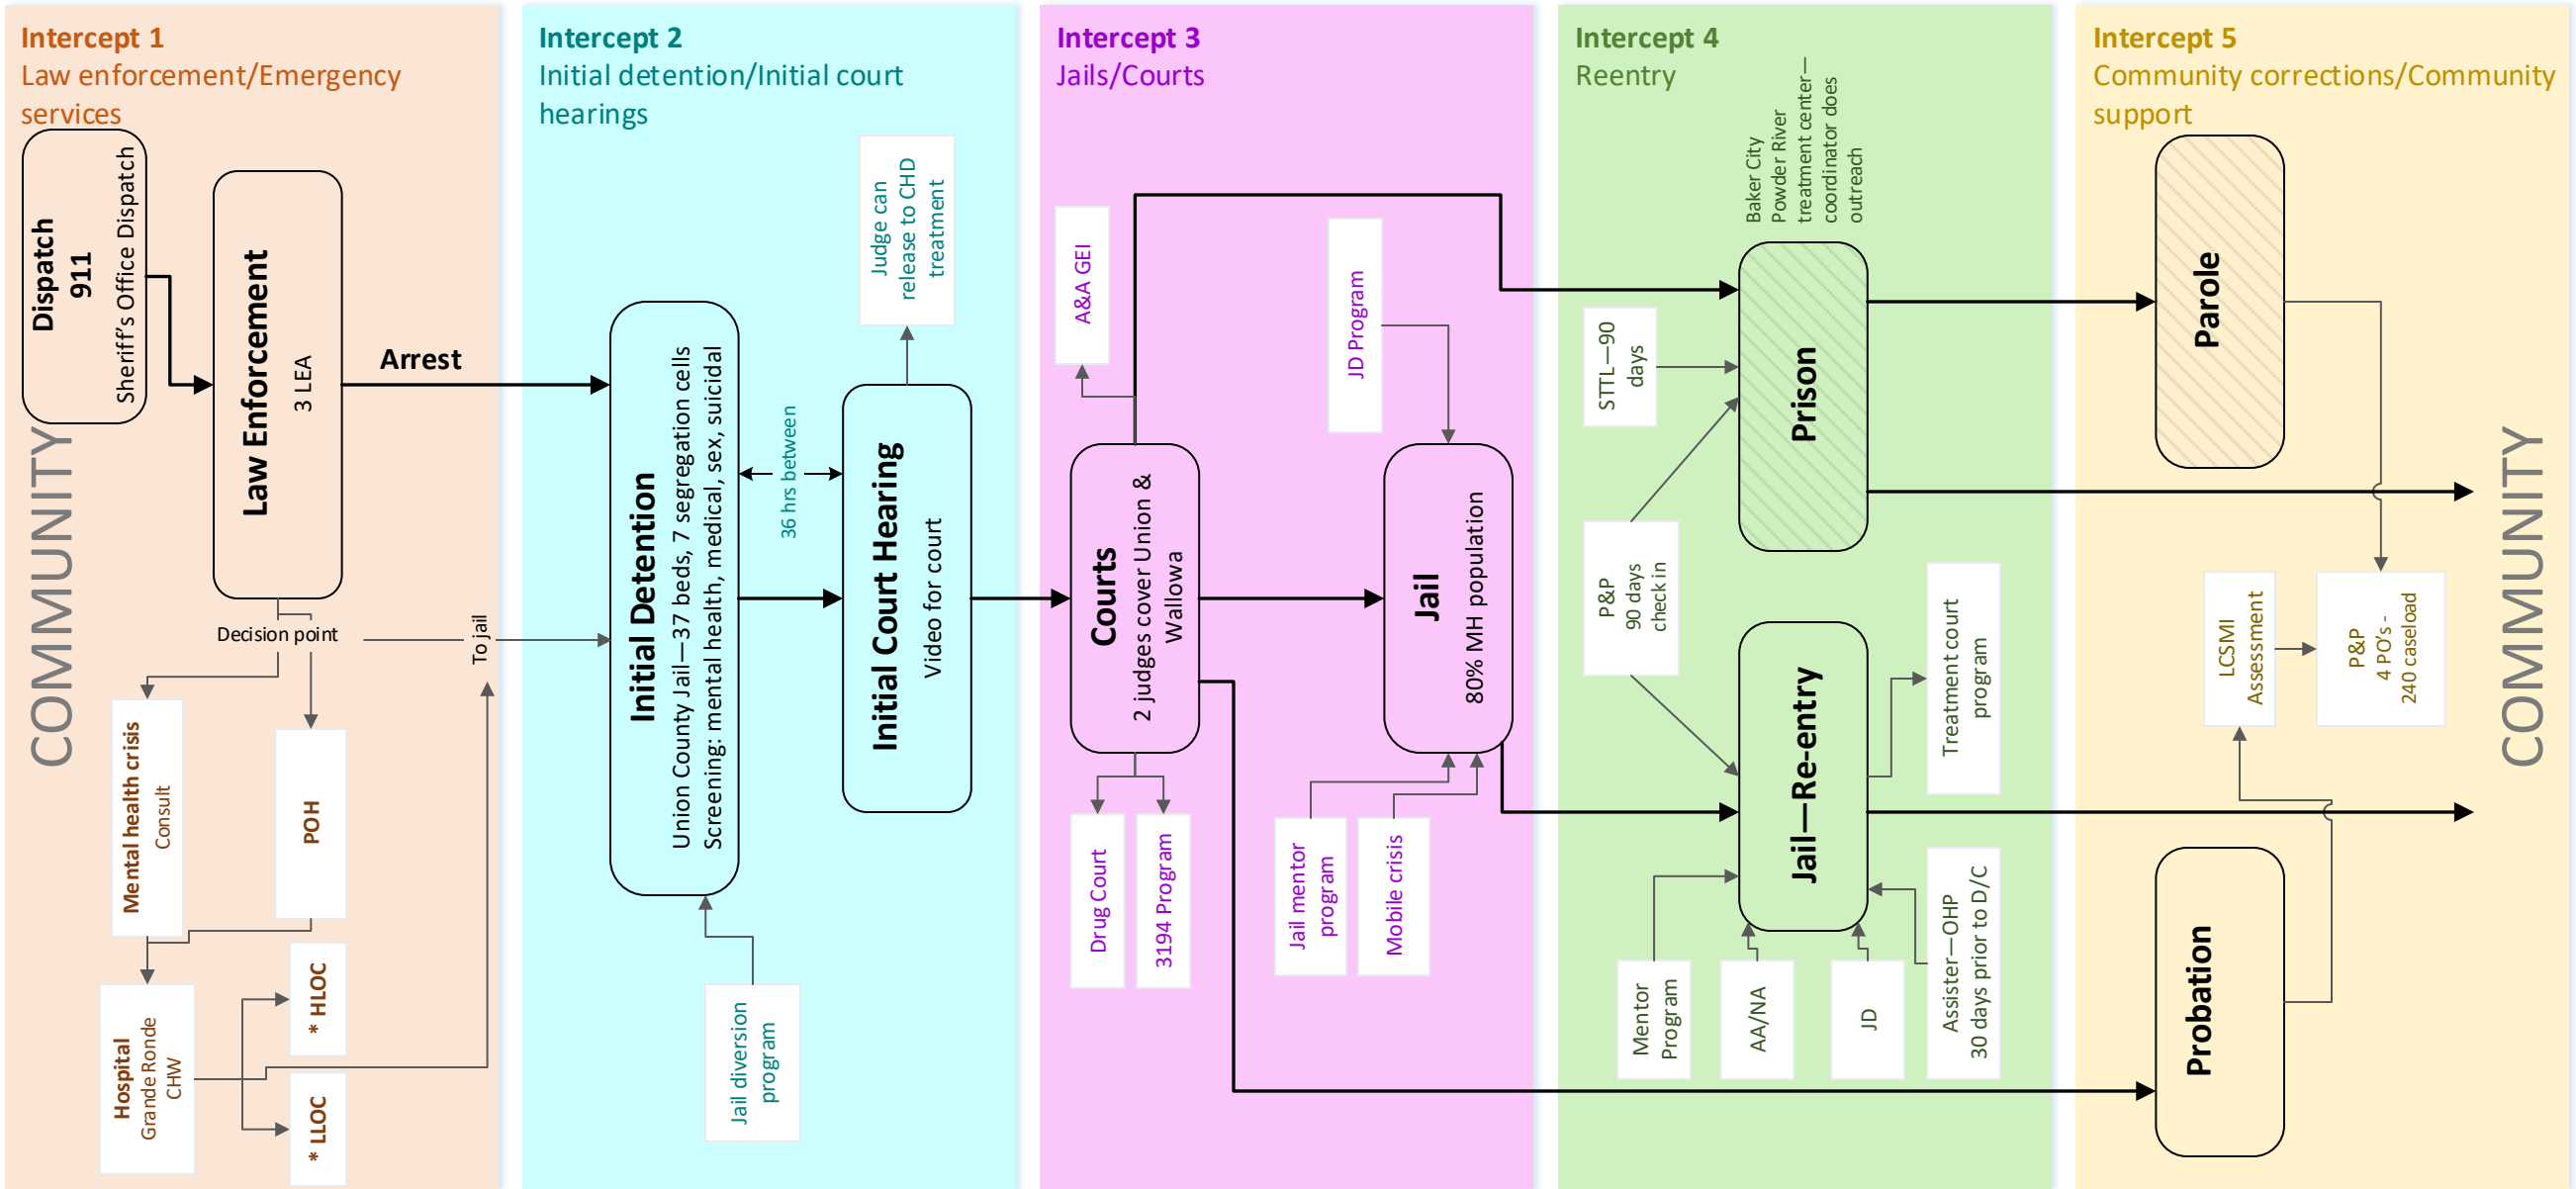 Intercept 1
Law enforcement/Emergency
services
Dispatch
911
Sheriff's Office Dispatch
COMMUNITY
Law Enforcement
3 LEA
Arrest
Decision point
To jail
Mental health crisis
Consult
POH
Hospital
Grande Ronde
CHW
* HLOC
* LLOC
Intercept 2
Initial detention/Initial court
hearings
Initial Detention
Union County Jail—37 beds, 7 segregation cells
Screening: mental health, medical, sex, suicidal
36 hrs between
Judge can
release to CHD
treatment
Initial Court Hearing
Video for court
Jail diversion
program
Intercept 3
Jails/Courts
A&A GEI
JD Program
Courts
2 judges cover Union &
Wallowa
Jail
80% MH population
Drug Court
3194 Program
Jail mentor
program
Mobile crisis
Intercept 4
Reentry
Baker City
Powder River
treatment center—
coordinator does
outreach
STTL—90
days
Prison
P&P
90 days
check in
Jail—Re-entry
Treatment court
program
Mentor
Program
AA/NA
JD
Assister—OHP
30 days prior to D/C
Intercept 5
Community corrections/Community
support
Parole
LCSMI
Assessment
P&P
4 PO's -
240 caseload
Probation
COMMUNITY